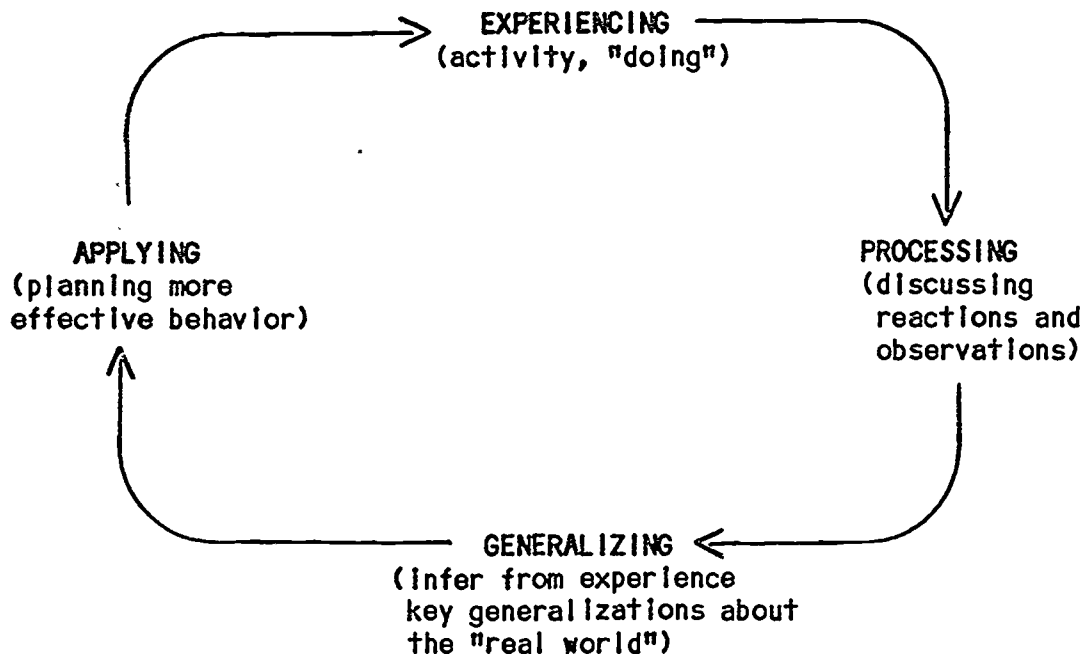 EXPERIENCING
(activity, "doing")
PROCESSING
(discussing
reactions and
observations)
GENERALIZING
(infer from experience
key generalizations about
the "real world")
APPLYING
(planning more
effective behavior)